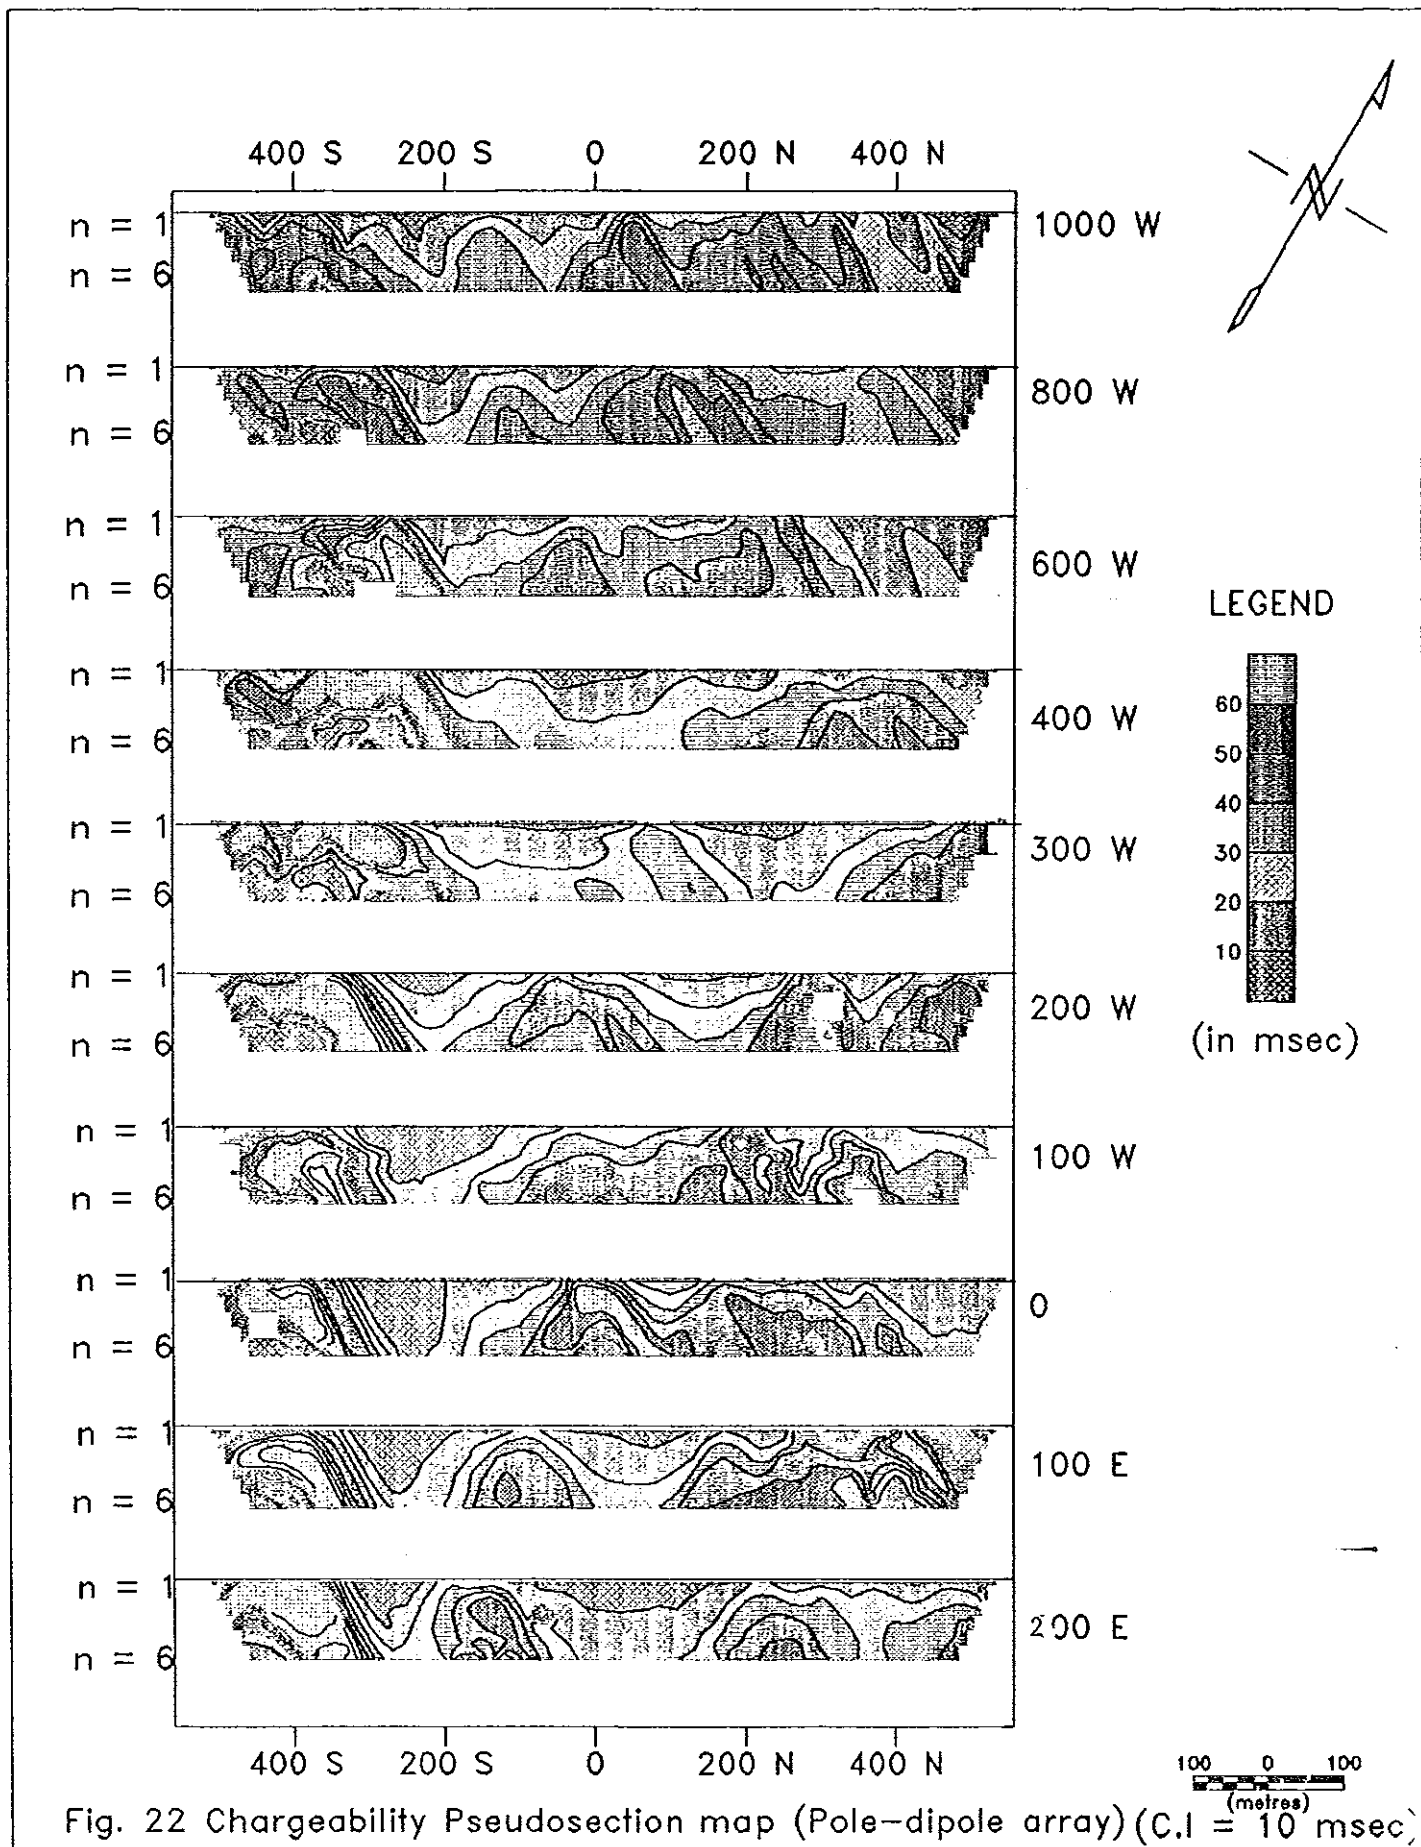 400 S 200 S 0 200 N 400 N
n = 1
1000 W
n = 6
n = 1
800 W
n = 6
n = 1
600 W
n = 6
n = 1
400 W
n = 6
n = 1
300 W
n = 6
n = 1
200 W
n = 6
n = 1
100 W
n = 6
n = 1
0
n = 6
n = 1
100 E
n = 6
n = 1
200 E
n = 6
400 S 200 S 0 200 N 400 N
LEGEND
60
50
40
30
20
10
(in msec)
100 0 100
(metres)
Fig. 22 Chargeability Pseudosection map (Pole-dipole array) (C.I = 10 msec)